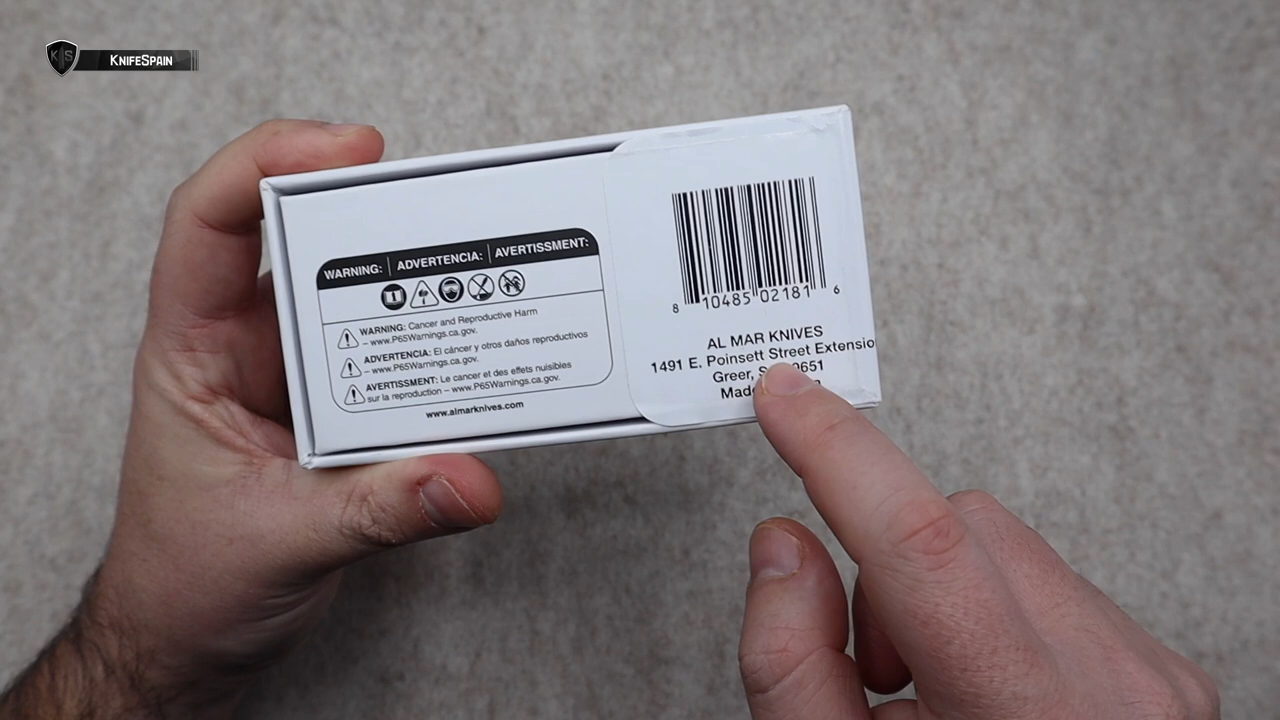 KS
KNIFESPAIN
WARNING: | ADVERTENCIA: | AVERTISSMENT:
WARNING: Cancer and Reproductive Harm
– www.P65Warnings.ca.gov.
ADVERTENCIA: El cáncer y otros daños reproductivos
– www.P65Warnings.ca.gov.
AVERTISSMENT: Le cancer et des effets nuisibles
sur la reproduction – www.P65Warnings.ca.gov.
www.almarknives.com
8 10485 02181 6
AL MAR KNIVES
1491 E. Poinsett Street Extensio
Greer,
Made